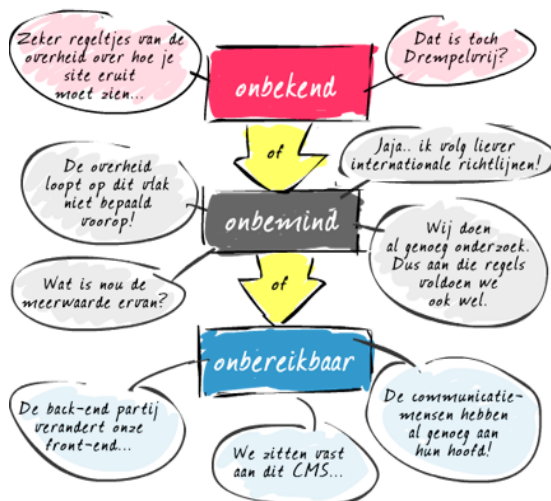 Zeker regeltjes van de
overheid over hoe je
site eruit
moet zien...
Dat is toch
Drempelvrij?
onbekend
of
De overheid
loopt op dit vlak
niet bepaald
voorop!
Jaja.. ik volg liever
internationale richtlijnen!
onbemind
Wij doen
al genoeg onderzoek.
Dus aan die regels
voldoen we
ook wel.
Wat is nou de
meerwaarde ervan?
of
onbereikbaar
De back-end partij
verandert onze
front-end...
We zitten vast
aan dit CMS...
De communicatie-
mensen hebben
al genoeg aan
hun hoofd!